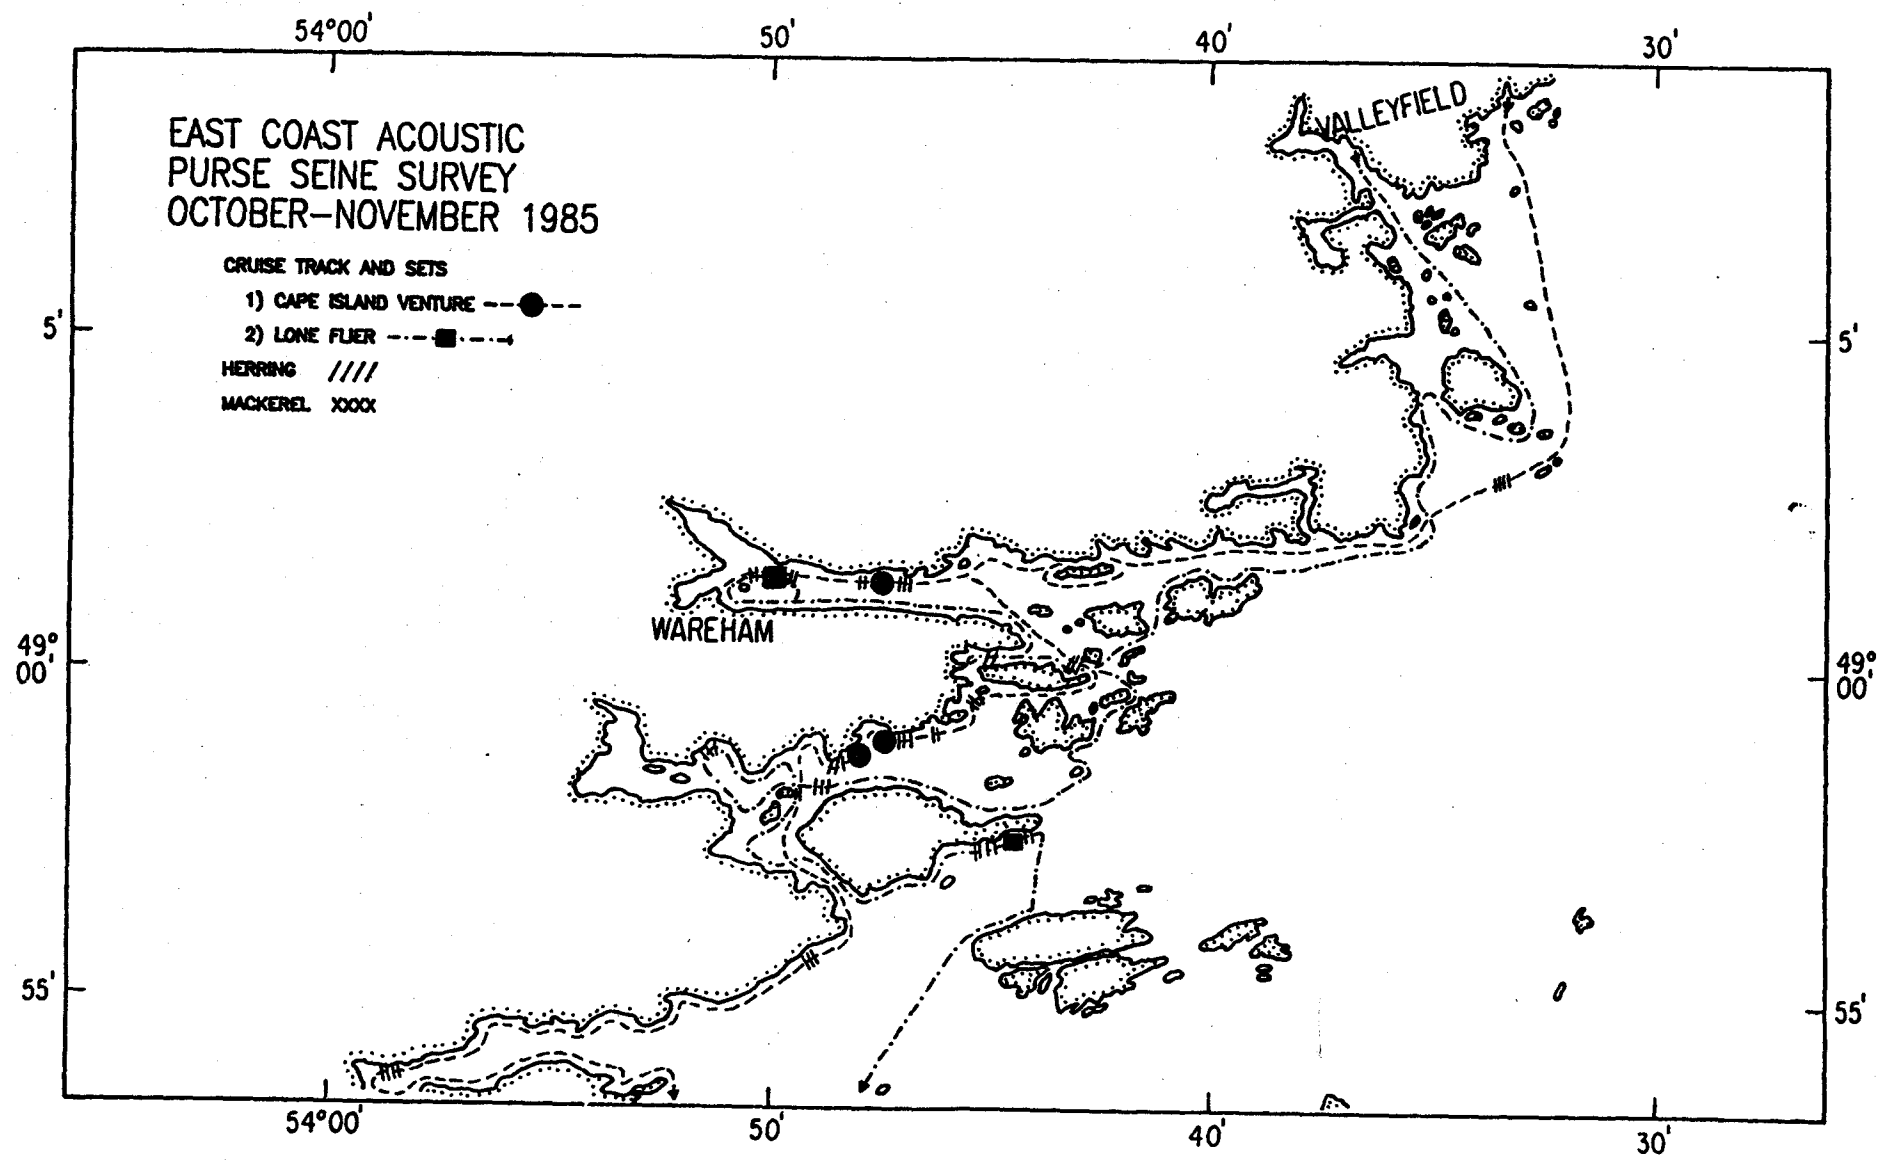 54°00' 50' 40' 30'
VALLEYFIELD
EAST COAST ACOUSTIC
PURSE SEINE SURVEY
OCTOBER–NOVEMBER 1985
CRUISE TRACK AND SETS
1) CAPE ISLAND VENTURE
2) LONE FLIER
HERRING ////
MACKEREL XXXX
5' 5'
WAREHAM
49° 00' 49° 00'
55' 55'
54°00' 50' 40' 30'